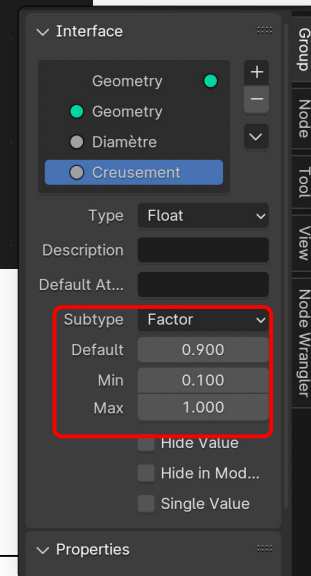 Interface
Geometry
Geometry
Diamètre
Creusement
Type Float
Description
Default At...
Subtype Factor
Default 0.900
Min 0.100
Max 1.000
Hide Value
Hide in Mod...
Single Value
Properties
Group
Node
Tool
View
Node Wrangler